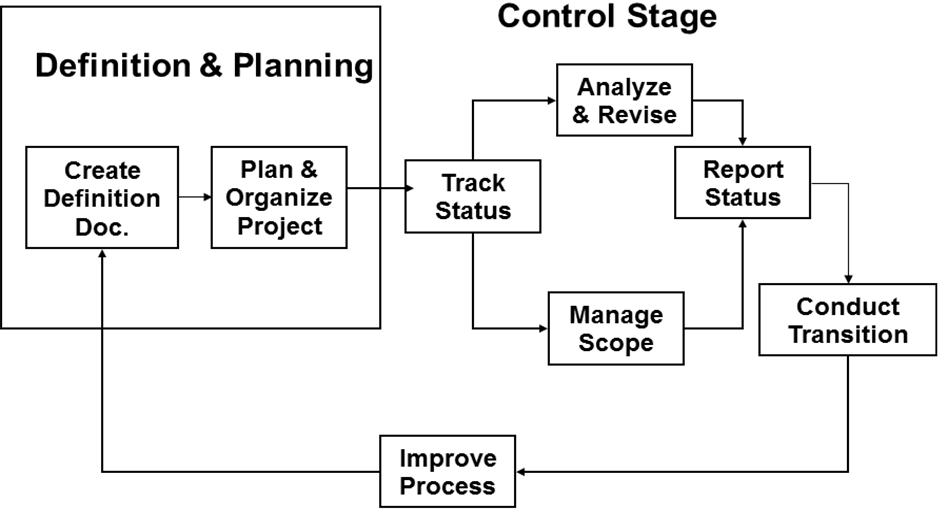 Control Stage
Definition & Planning
Analyze
& Revise
Create
Definition
Doc.
Plan &
Organize
Project
Track
Status
Report
Status
Manage
Scope
Conduct
Transition
Improve
Process